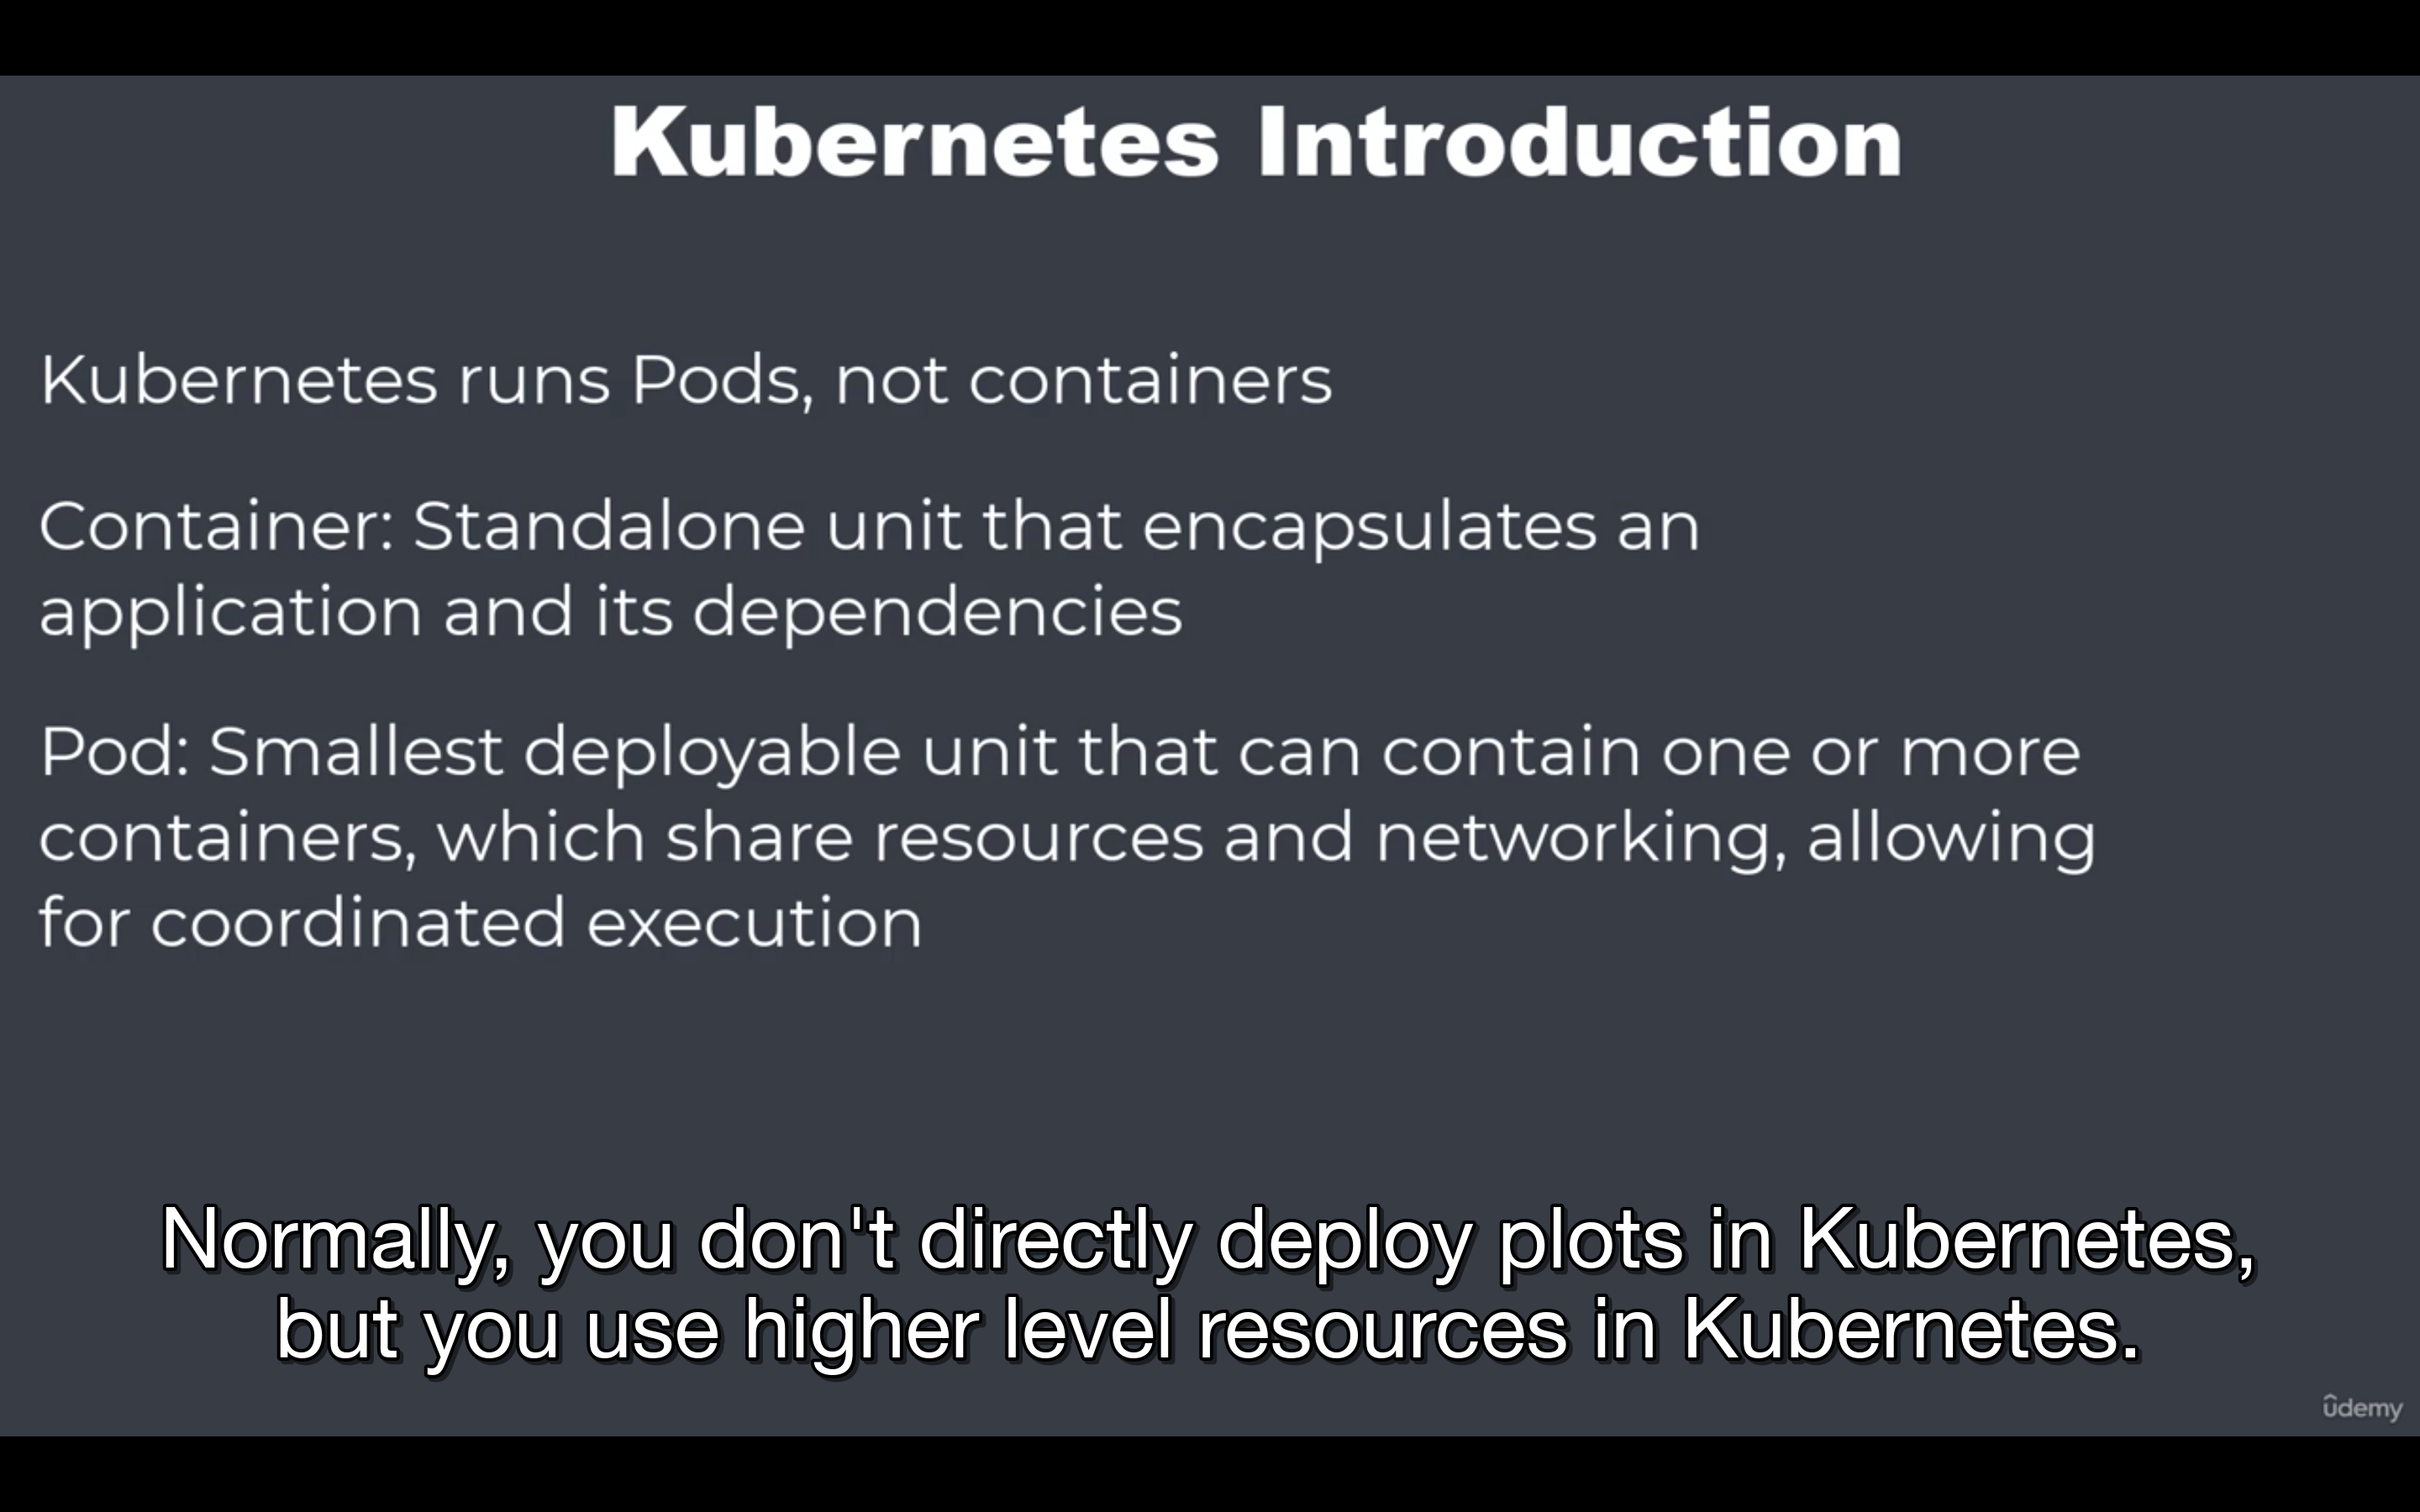 Kubernetes Introduction
Kubernetes runs Pods, not containers
Container: Standalone unit that encapsulates an
application and its dependencies
Pod: Smallest deployable unit that can contain one or more
containers, which share resources and networking, allowing
for coordinated execution
Normally, you don't directly deploy plots in Kubernetes,
but you use higher level resources in Kubernetes.
ûdemy